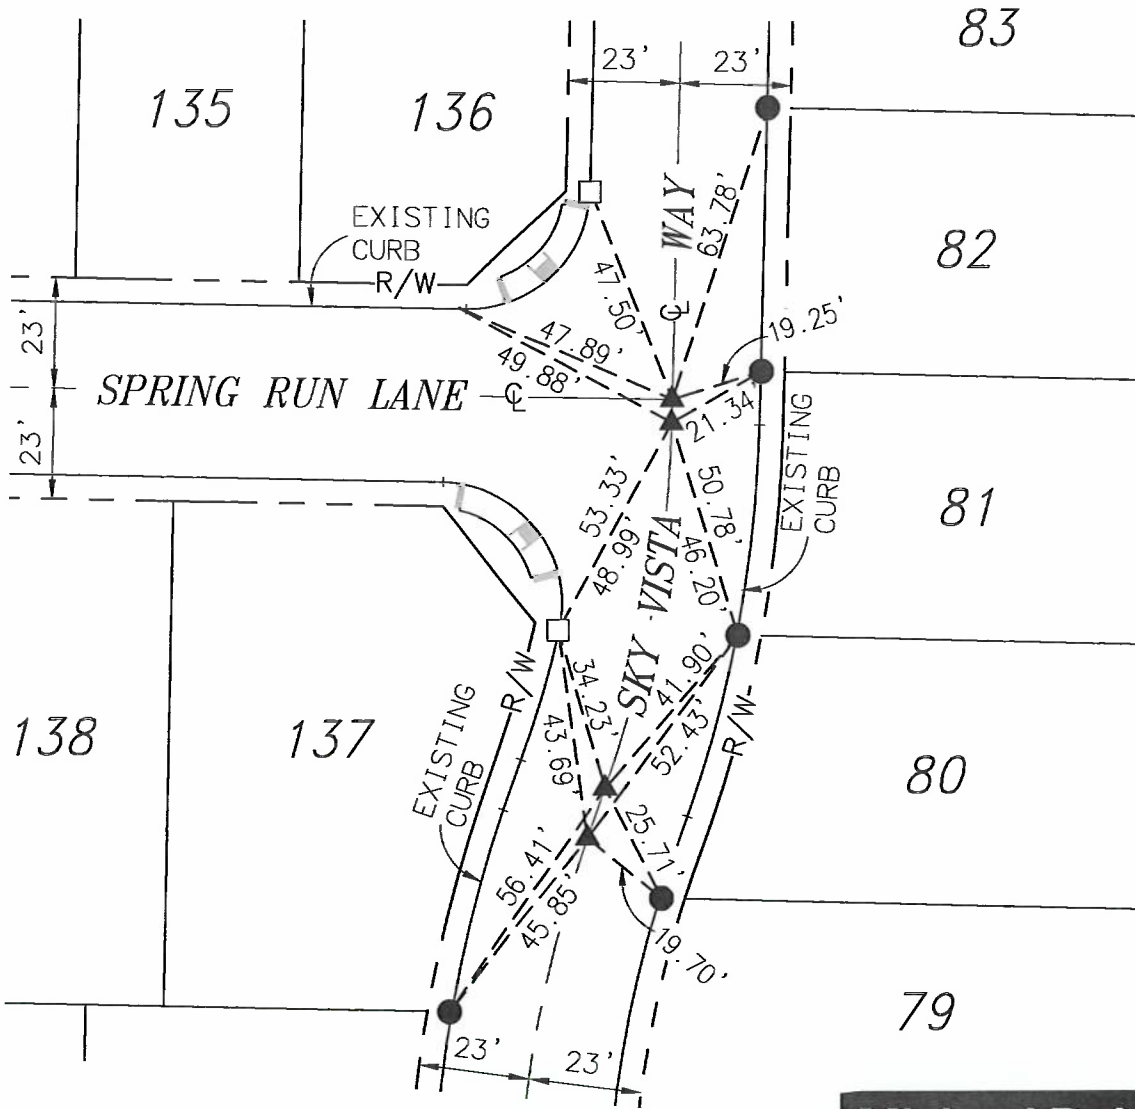 83
23'
23'
135
136
WAY
63.78'
EXISTING
CURB
R/W
82
47.50'
℄
19.25'
23'
47.89'
49.88'
SPRING RUN LANE
℄
21.34'
23'
EXISTING
CURB
53.33'
48.99'
50.78'
46.20'
81
SKY VISTA
R/W
34.23'
43.69'
41.90'
52.43'
R/W
138
137
EXISTING
CURB
80
25.71'
56.41'
45.85'
19.70'
79
23'
23'